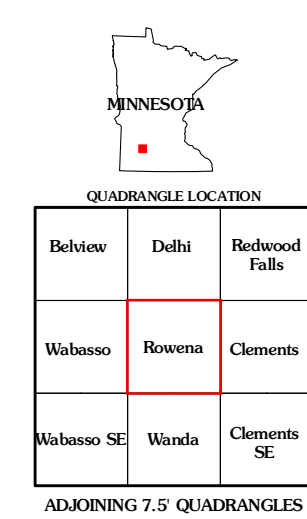 MINNESOTA
QUADRANGLE LOCATION
Belview Delhi Redwood
Falls
Wabasso Rowena Clements
Wabasso SE Wanda Clements
SE
ADJOINING 7.5' QUADRANGLES